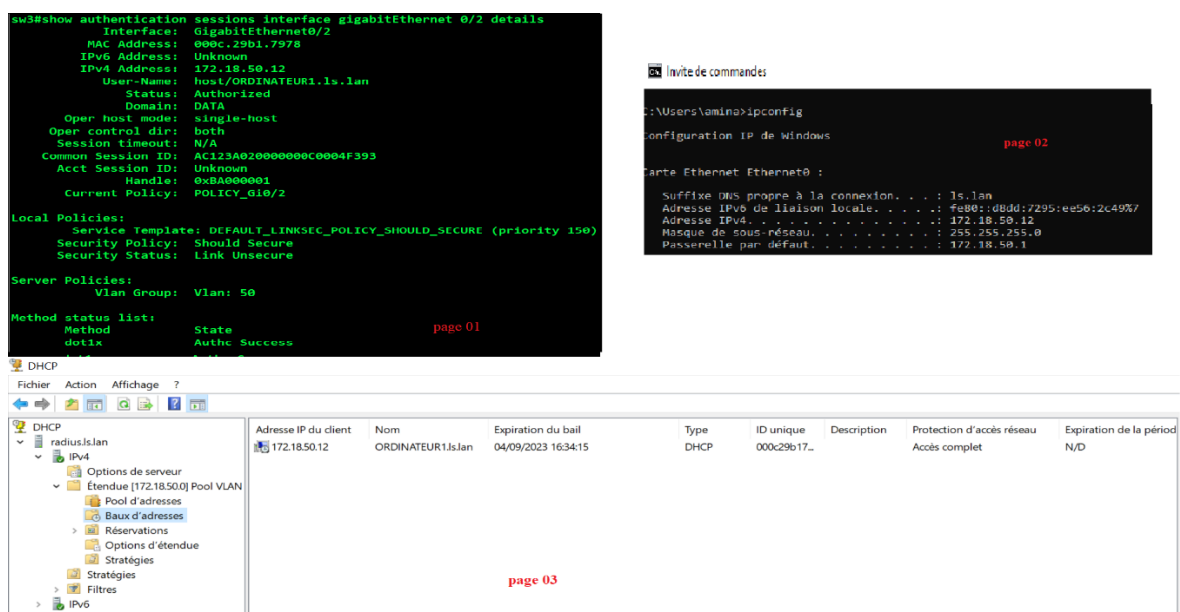 sw3#show authentication sessions interface gigabitEthernet 0/2 details
Interface: GigabitEthernet0/2
MAC Address: 000c.29b1.7978
IPv6 Address: Unknown
IPv4 Address: 172.18.50.12
User-Name: host/ORDINATEUR1.ls.lan
Status: Authorized
Domain: DATA
Oper host mode: single-host
Oper control dir: both
Session timeout: N/A
Common Session ID: AC123A020000000C0004F393
Acct Session ID: Unknown
Handle: 0xBA000001
Current Policy: POLICY_Gi0/2
Local Policies:
Service Template: DEFAULT_LINKSEC_POLICY_SHOULD_SECURE (priority 150)
Security Policy: Should Secure
Security Status: Link Unsecure
Server Policies:
Vlan Group: Vlan: 50
Method status list:
Method State
page 01
dot1x Authc Success
Invite de commandes
C:\Users\amina>ipconfig
Configuration IP de Windows
page 02
Carte Ethernet Ethernet0 :
Suffixe DNS propre à la connexion. . . : ls.lan
Adresse IPv6 de liaison locale. . . . .: fe80::d8dd:7295:ee56:2c49%7
Adresse IPv4. . . . . . . . . . . . . .: 172.18.50.12
Masque de sous-réseau. . . . . . . . . : 255.255.255.0
Passerelle par défaut. . . . . . . . . : 172.18.50.1
DHCP
Fichier Action Affichage ?
DHCP
radius.ls.lan
IPv4
Options de serveur
Étendue [172.18.50.0] Pool VLAN
Pool d'adresses
Baux d'adresses
Réservations
Options d'étendue
Stratégies
Stratégies
Filtres
IPv6
Adresse IP du client Nom Expiration du bail Type ID unique Description Protection d'accès réseau Expiration de la périod
172.18.50.12 ORDINATEUR1.ls.lan 04/09/2023 16:34:15 DHCP 000c29b17... Accès complet N/D
page 03